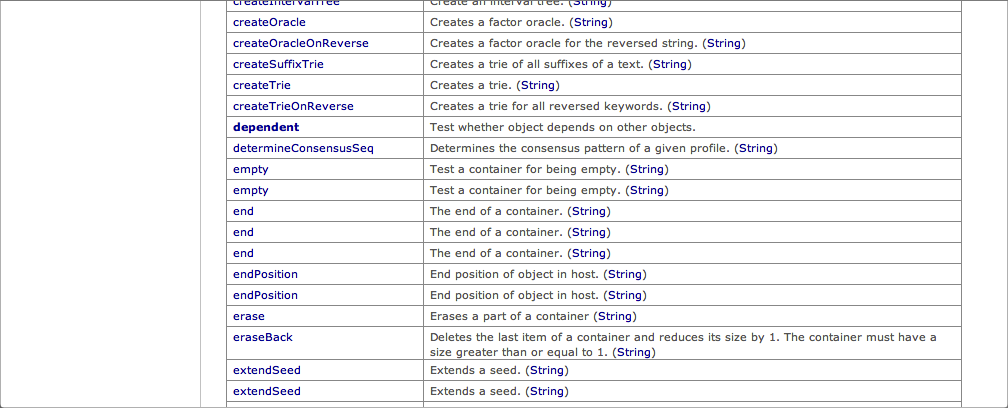 createIntervalTree Create an interval tree. (String)
createOracle Creates a factor oracle. (String)
createOracleOnReverse Creates a factor oracle for the reversed string. (String)
createSuffixTrie Creates a trie of all suffixes of a text. (String)
createTrie Creates a trie. (String)
createTrieOnReverse Creates a trie for all reversed keywords. (String)
dependent Test whether object depends on other objects.
determineConsensusSeq Determines the consensus pattern of a given profile. (String)
empty Test a container for being empty. (String)
empty Test a container for being empty. (String)
end The end of a container. (String)
end The end of a container. (String)
end The end of a container. (String)
endPosition End position of object in host. (String)
endPosition End position of object in host. (String)
erase Erases a part of a container (String)
eraseBack Deletes the last item of a container and reduces its size by 1. The container must have a
size greater than or equal to 1. (String)
extendSeed Extends a seed. (String)
extendSeed Extends a seed. (String)